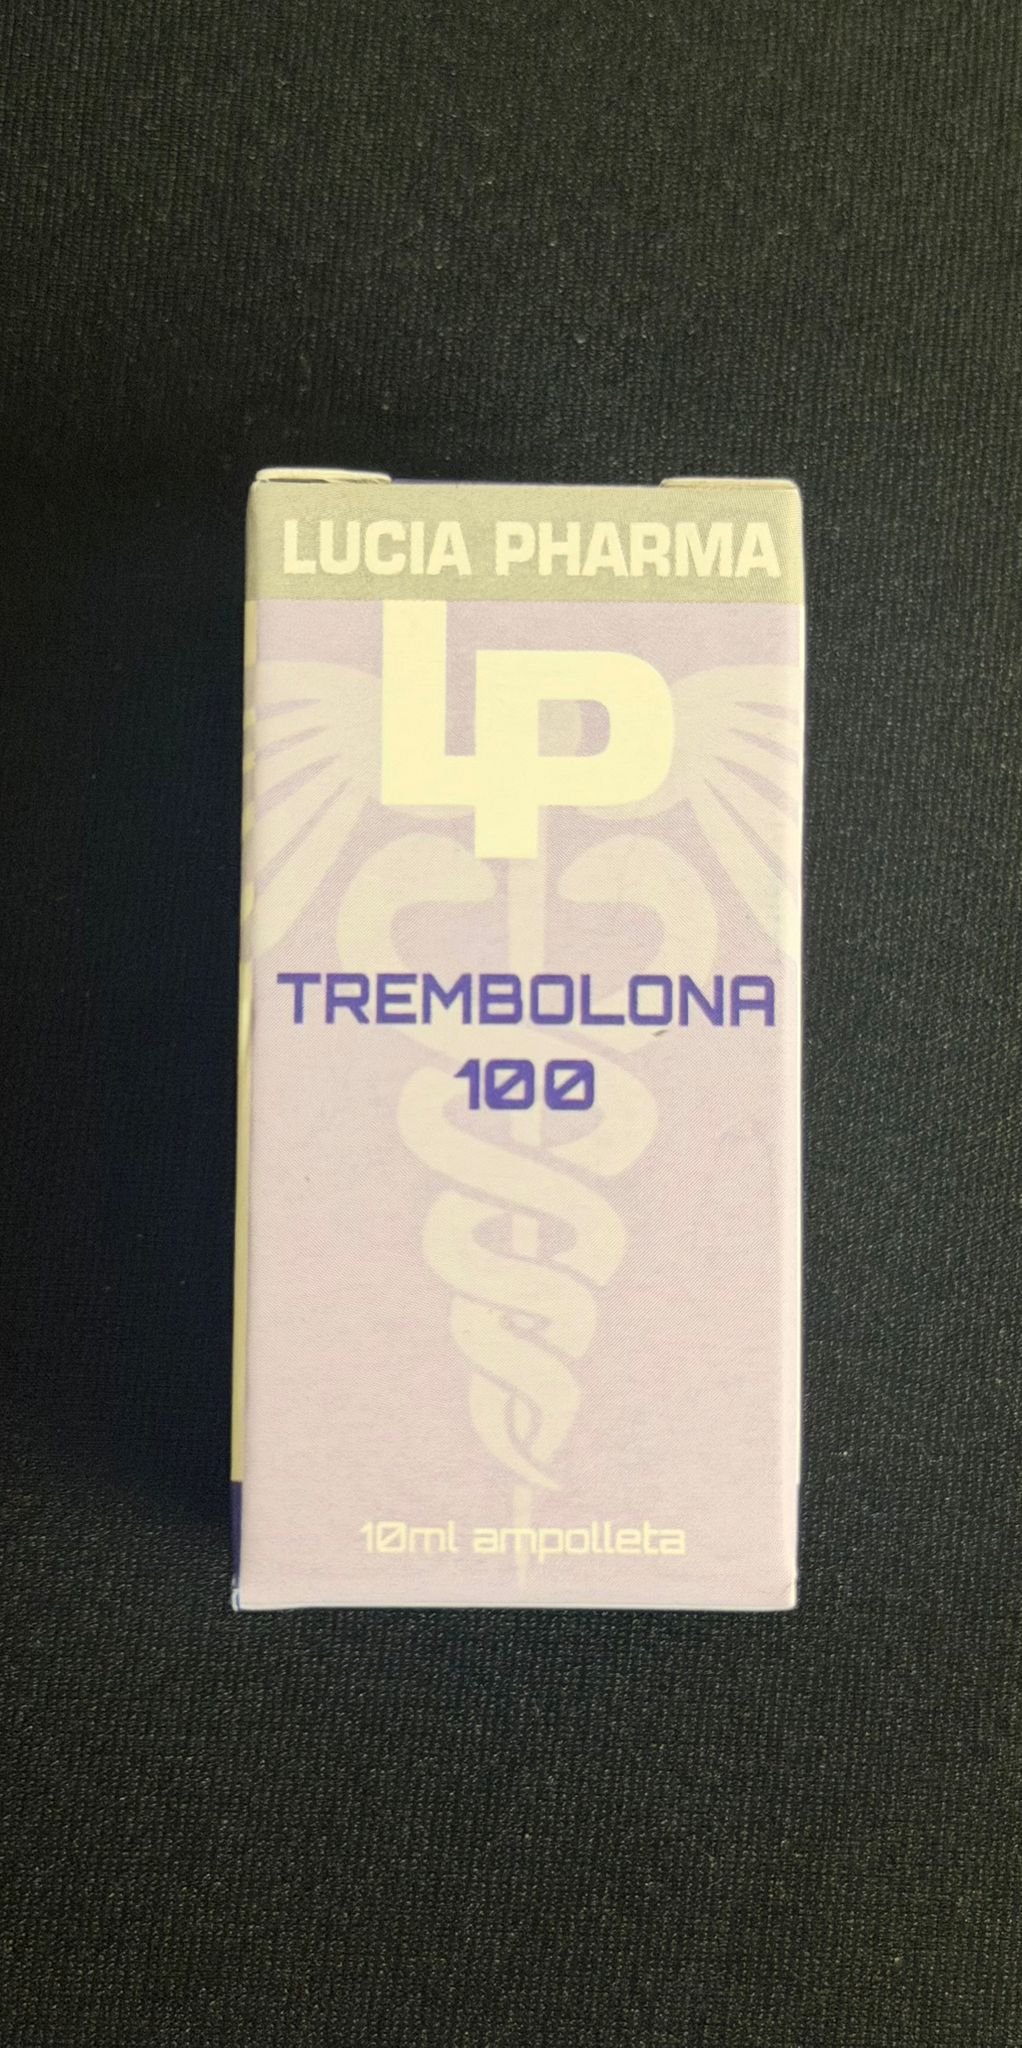 LUCIA PHARMA
LP
TREMBOLONA
100
10ml ampolleta